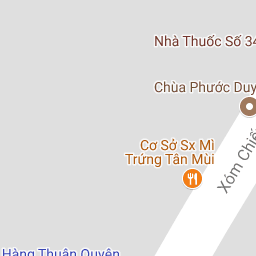 Nhà Thuốc Số 34
Chùa Phước Duy
Cơ Sở Sx Mì
Trứng Tân Mùi
Xóm Chiế
Hàng Thuận Quyên